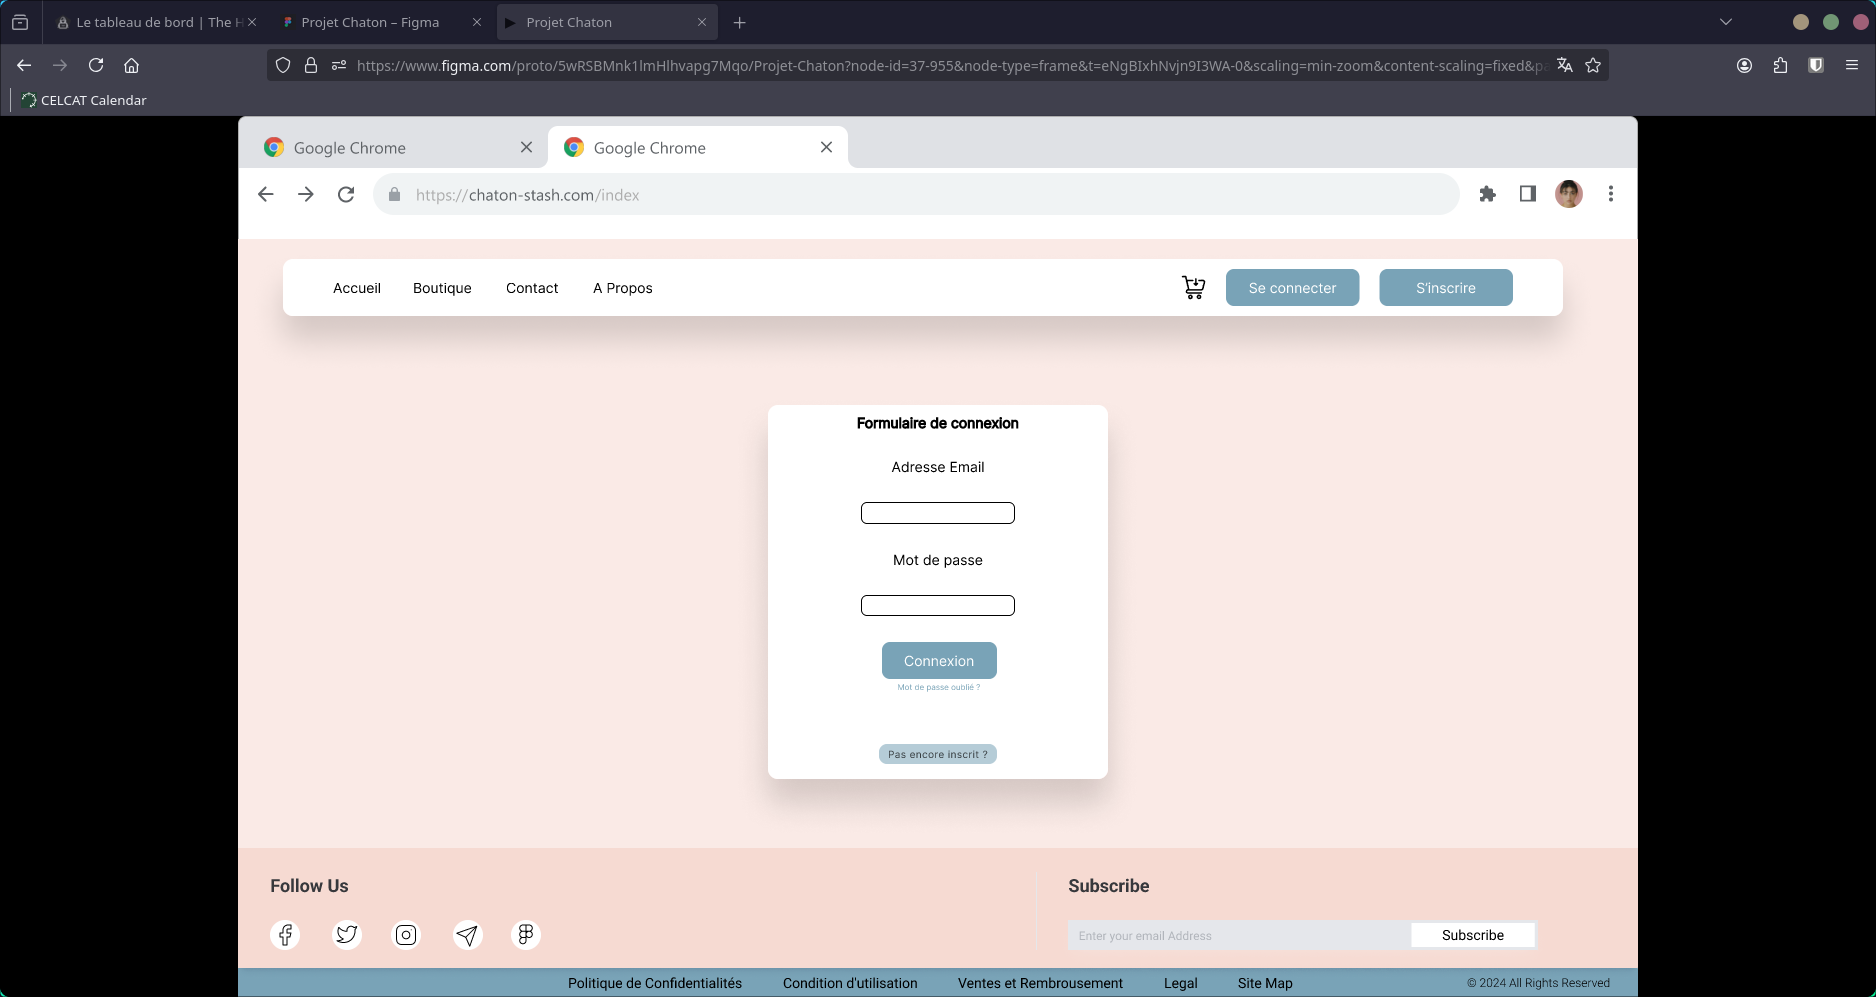 Le tableau de bord | The H
Projet Chaton – Figma
Projet Chaton
https://www.figma.com/proto/5wRSBMnk1lmHlhvapg7Mqo/Projet-Chaton?node-id=37-955&node-type=frame&t=eNgBIxhNvjn9I3WA-0&scaling=min-zoom&content-scaling=fixed&pa
CELCAT Calendar
Google Chrome
Google Chrome
https://chaton-stash.com/index
Accueil
Boutique
Contact
A Propos
Se connecter
S'inscrire
Formulaire de connexion
Adresse Email
Mot de passe
Connexion
Mot de passe oublié ?
Pas encore inscrit ?
Follow Us
Subscribe
Enter your email Address
Subscribe
Politique de Confidentialités
Condition d'utilisation
Ventes et Rembrousement
Legal
Site Map
© 2024 All Rights Reserved